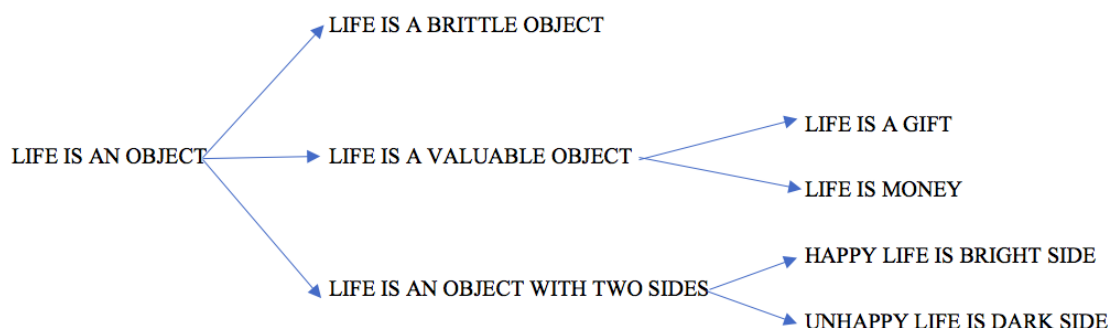 LIFE IS A BRITTLE OBJECT
LIFE IS A GIFT
LIFE IS AN OBJECT
LIFE IS A VALUABLE OBJECT
LIFE IS MONEY
HAPPY LIFE IS BRIGHT SIDE
LIFE IS AN OBJECT WITH TWO SIDES
UNHAPPY LIFE IS DARK SIDE